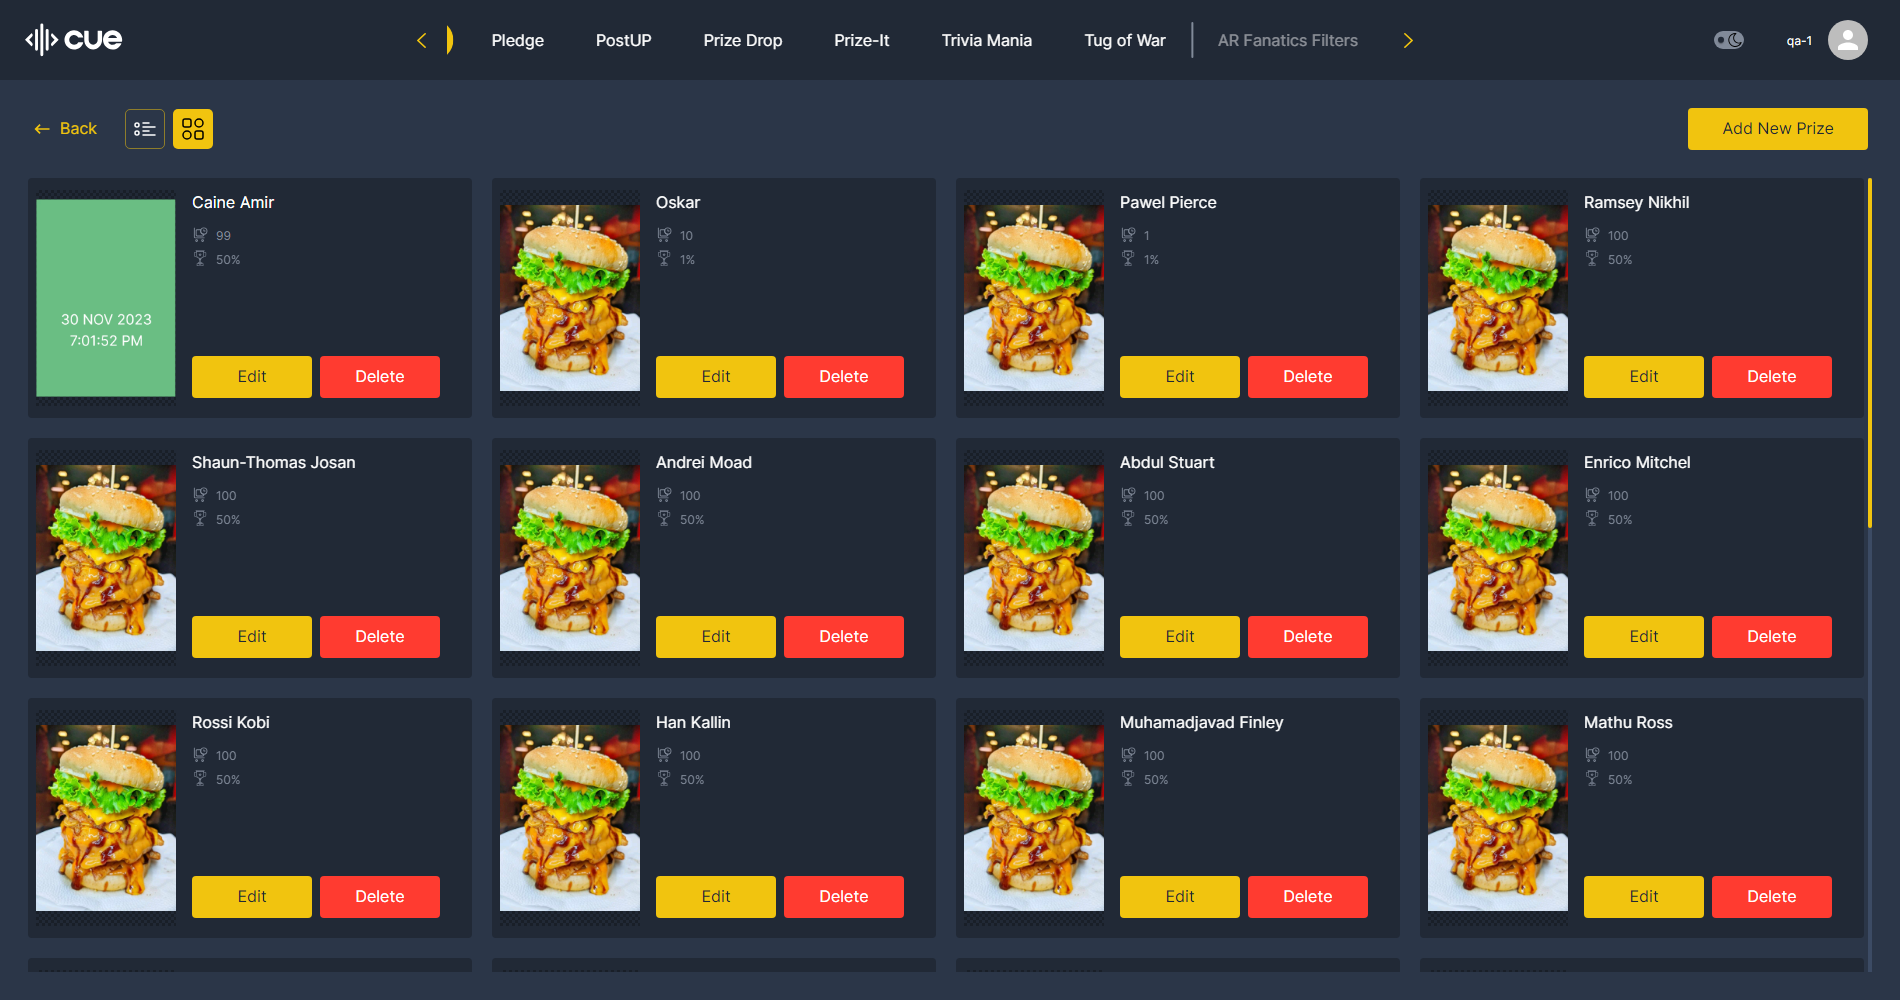 cue
Pledge
PostUP
Prize Drop
Prize-It
Trivia Mania
Tug of War
AR Fanatics Filters
qa-1
Back
Add New Prize
Caine Amir
99
50%
30 NOV 2023
7:01:52 PM
Edit
Delete
Oskar
10
1%
Edit
Delete
Pawel Pierce
1
1%
Edit
Delete
Ramsey Nikhil
100
50%
Edit
Delete
Shaun-Thomas Josan
100
50%
Edit
Delete
Andrei Moad
100
50%
Edit
Delete
Abdul Stuart
100
50%
Edit
Delete
Enrico Mitchel
100
50%
Edit
Delete
Rossi Kobi
100
50%
Edit
Delete
Han Kallin
100
50%
Edit
Delete
Muhamadjavad Finley
100
50%
Edit
Delete
Mathu Ross
100
50%
Edit
Delete